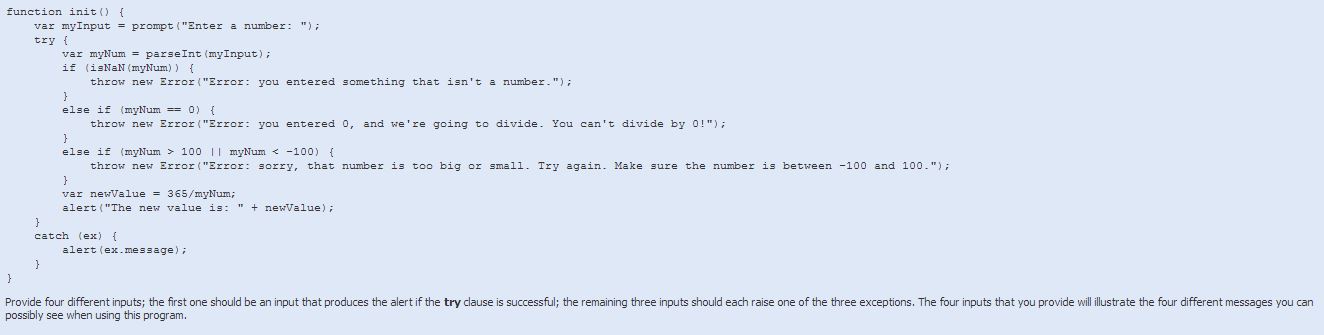 function init() {
    var myInput = prompt("Enter a number: ");
    try {
        var myNum = parseInt(myInput);
        if (isNaN(myNum)) {
            throw new Error("Error: you entered something that isn't a number.");
        }
        else if (myNum == 0) {
            throw new Error("Error: you entered 0, and we're going to divide. You can't divide by 0!");
        }
        else if (myNum > 100 || myNum < -100) {
            throw new Error("Error: sorry, that number is too big or small. Try again. Make sure the number is between -100 and 100.");
        }
        var newValue = 365/myNum;
        alert("The new value is: " + newValue);
    }
    catch (ex) {
        alert(ex.message);
    }
}
Provide four different inputs; the first one should be an input that produces the alert if the try clause is successful; the remaining three inputs should each raise one of the three exceptions. The four inputs that you provide will illustrate the four different messages you can
possibly see when using this program.